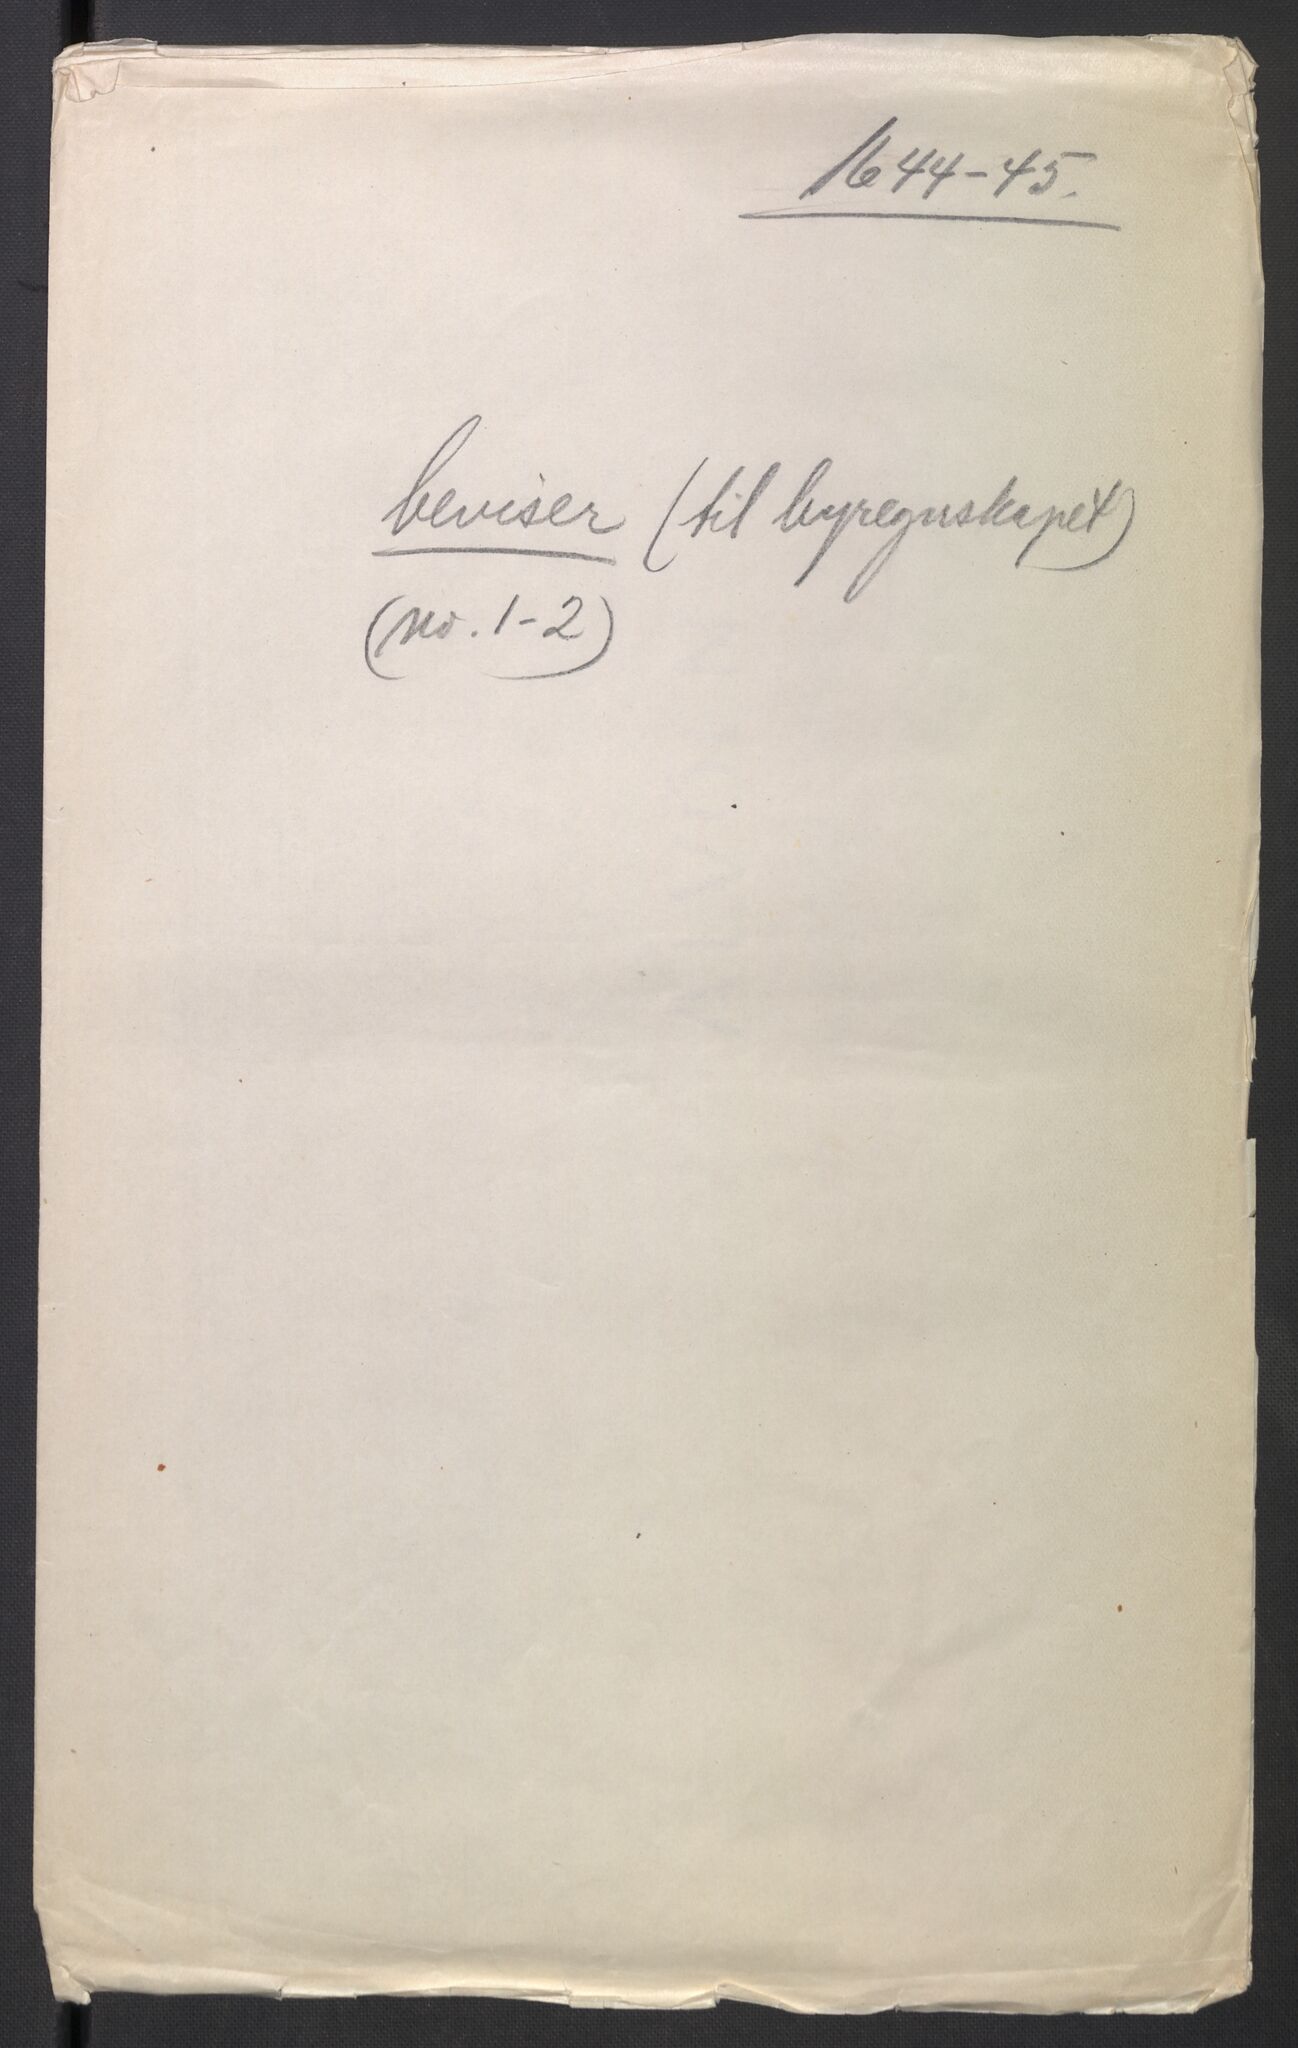 1644-45.
beviser (til byregnskapet)
(no. 1-2)